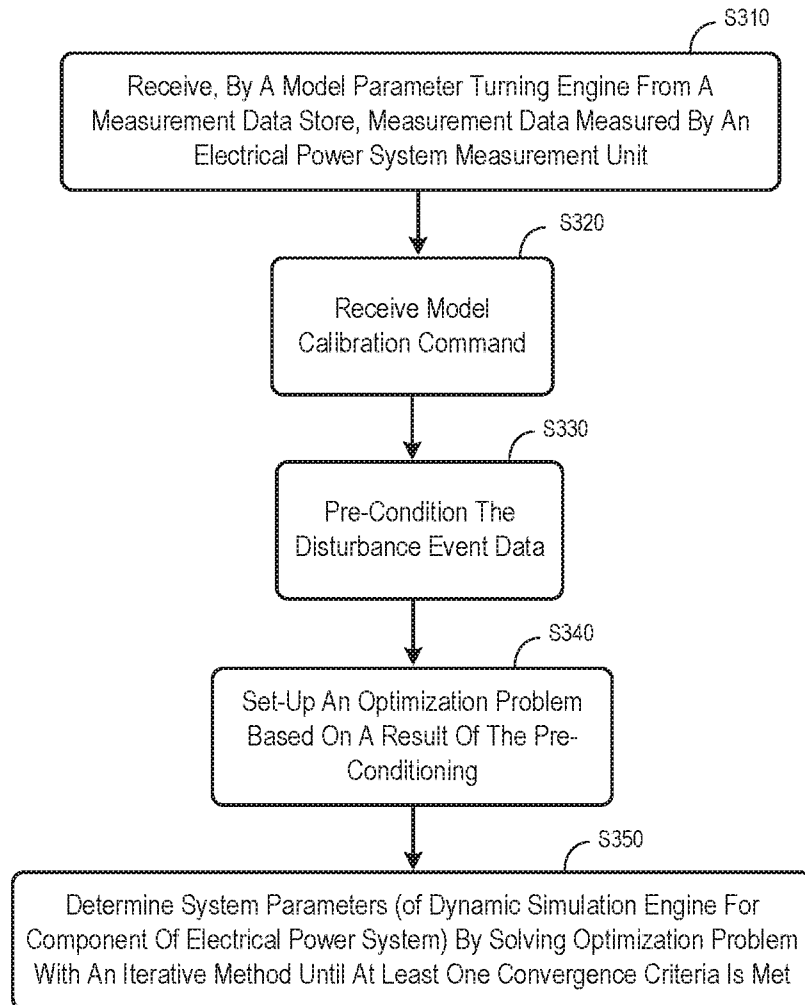 S310
Receive, By A Model Parameter Turning Engine From A
Measurement Data Store, Measurement Data Measured By An
Electrical Power System Measurement Unit
S320
Receive Model
Calibration Command
S330
Pre-Condition The
Disturbance Event Data
S340
Set-Up An Optimization Problem
Based On A Result Of The Pre-
Conditioning
S350
Determine System Parameters (of Dynamic Simulation Engine For
Component Of Electrical Power System) By Solving Optimization Problem
With An Iterative Method Until At Least One Convergence Criteria Is Met